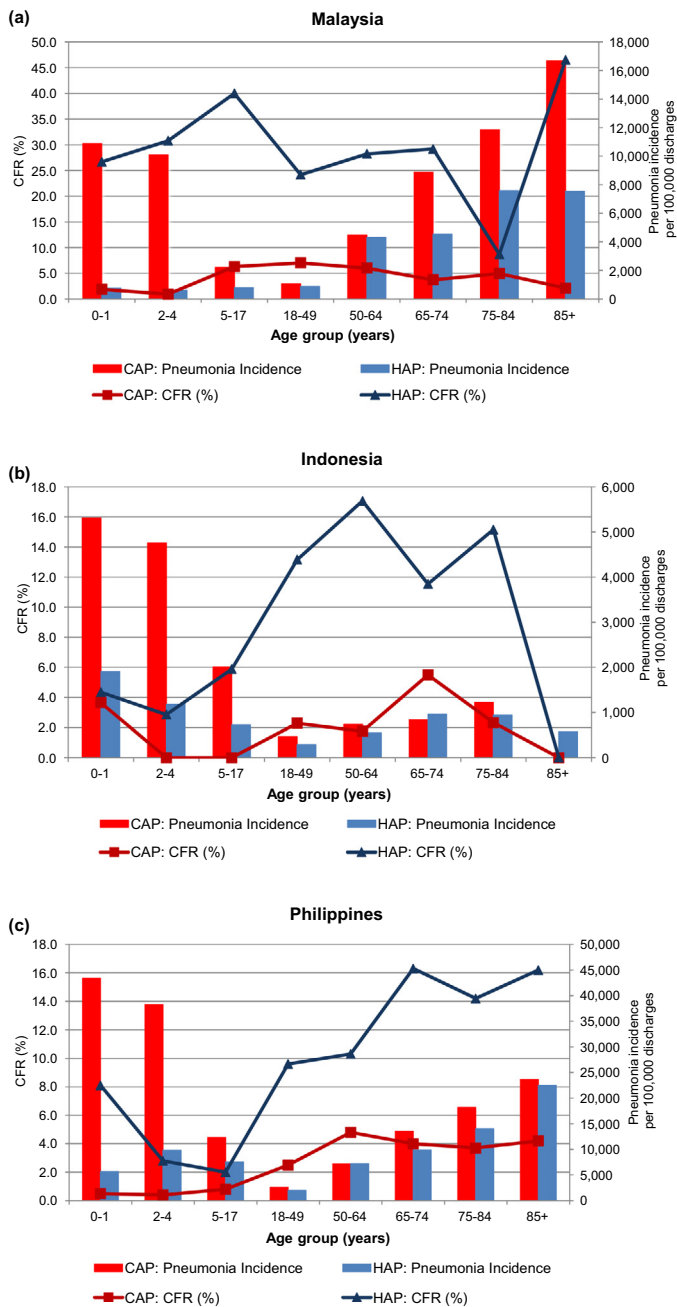 (a)
Malaysia
50.0
45.0
40.0
35.0
30.0
25.0
20.0
15.0
10.0
5.0
0.0
CFR (%)
18,000
16,000
14,000
12,000
10,000
8,000
6,000
4,000
2,000
0
Pneumonia incidence
per 100,000 discharges
0-1 2-4 5-17 18-49 50-64 65-74 75-84 85+
Age group (years)
CAP: Pneumonia Incidence HAP: Pneumonia Incidence
CAP: CFR (%) HAP: CFR (%)
(b)
Indonesia
18.0
16.0
14.0
12.0
10.0
8.0
6.0
4.0
2.0
0.0
CFR (%)
6,000
5,000
4,000
3,000
2,000
1,000
0
Pneumonia incidence
per 100,000 discharges
0-1 2-4 5-17 18-49 50-64 65-74 75-84 85+
Age group (years)
CAP: Pneumonia Incidence HAP: Pneumonia Incidence
CAP: CFR (%) HAP: CFR (%)
(c)
Philippines
18.0
16.0
14.0
12.0
10.0
8.0
6.0
4.0
2.0
0.0
CFR (%)
50,000
45,000
40,000
35,000
30,000
25,000
20,000
15,000
10,000
5,000
0
Pneumonia incidence
per 100,000 discharges
0-1 2-4 5-17 18-49 50-64 65-74 75-84 85+
Age group (years)
CAP: Pneumonia Incidence HAP: Pneumonia Incidence
CAP: CFR (%) HAP: CFR (%)